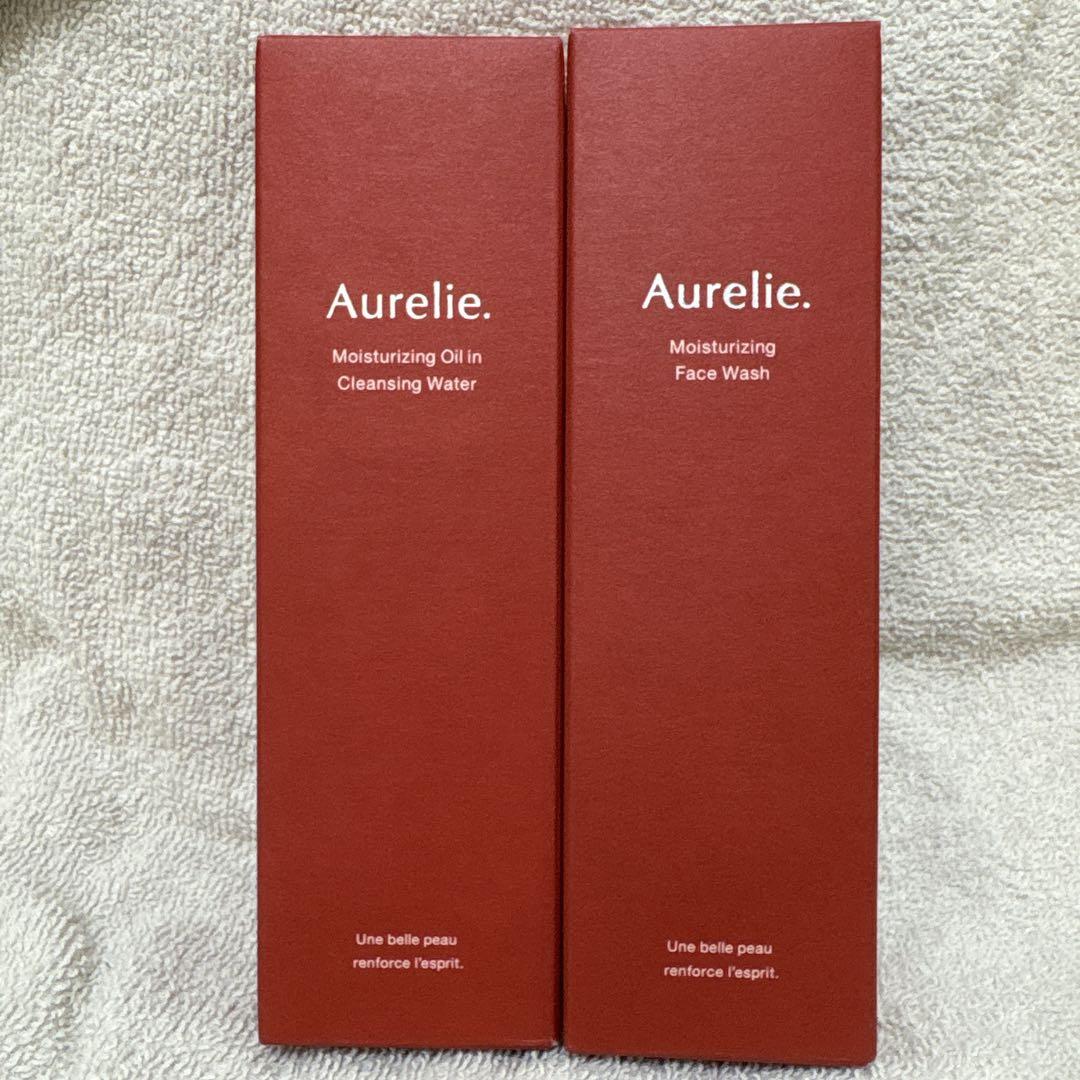 Aurelie.
Moisturizing Oil in
Cleansing Water
Une belle peau
renforce l'esprit.
Aurelie.
Moisturizing
Face Wash
Une belle peau
renforce l'esprit.